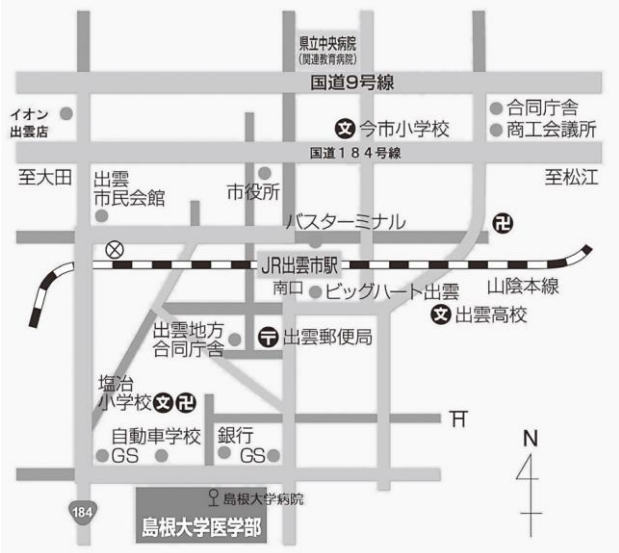 県立中央病院
(関連教育病院)
国道9号線
イオン
出雲店
文
今市小学校
合同庁舎
商工会議所
国道184号線
至大田
至松江
出雲
市民会館
市役所
バスターミナル
卍
JR出雲市駅
南口
ビッグハート出雲
山陰本線
文
出雲高校
出雲地方
合同庁舎
〒
出雲郵便局
塩冶
小学校
文
卍
自動車学校
GS
銀行
GS
N
184
島根大学病院
島根大学医学部